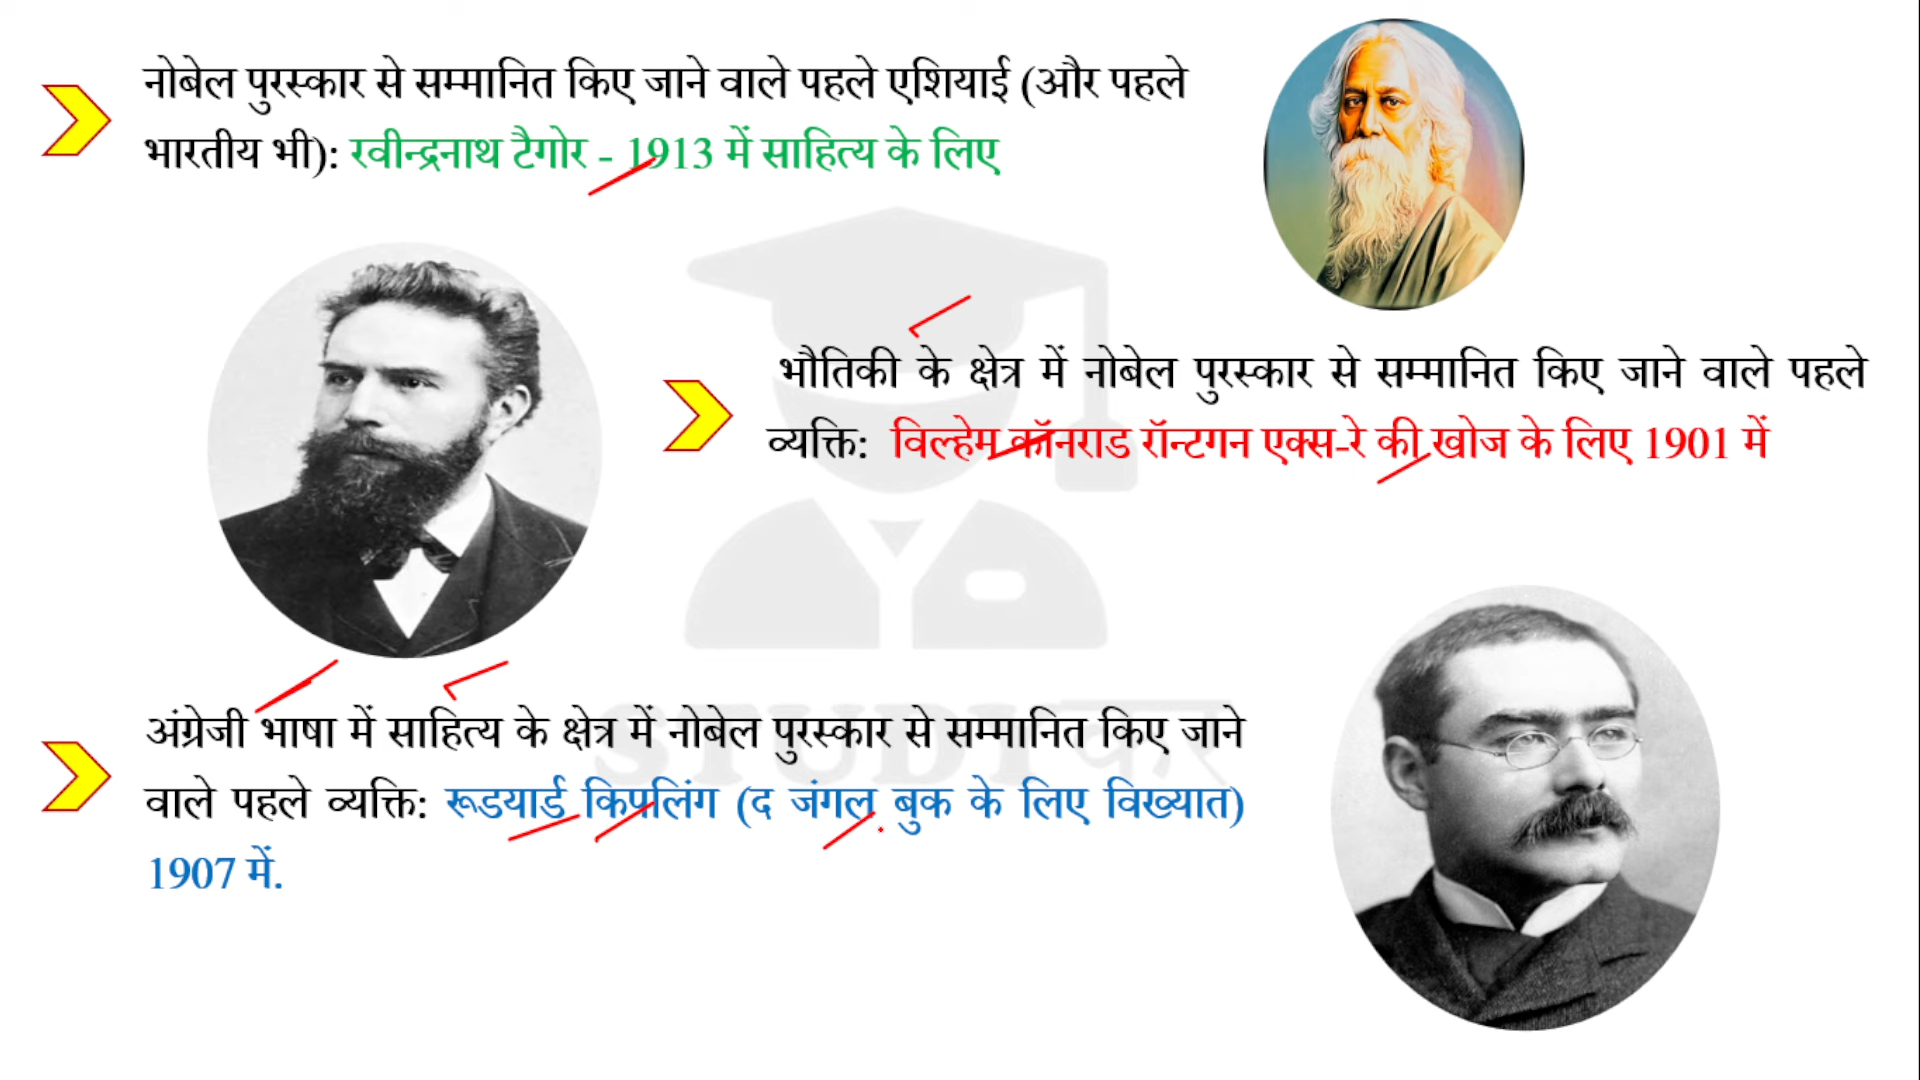 नोबेल पुरस्कार से सम्मानित किए जाने वाले पहले एशियाई (और पहले
भारतीय भी): रवीन्द्रनाथ टैगोर - 1913 में साहित्य के लिए
भौतिकी के क्षेत्र में नोबेल पुरस्कार से सम्मानित किए जाने वाले पहले
व्यक्ति: विल्हेम कॉनराड रॉन्टगन एक्स-रे की खोज के लिए 1901 में
अंग्रेजी भाषा में साहित्य के क्षेत्र में नोबेल पुरस्कार से सम्मानित किए जाने
वाले पहले व्यक्ति: रूडयार्ड किपलिंग (द जंगल बुक के लिए विख्यात)
1907 में.
STUDIकर